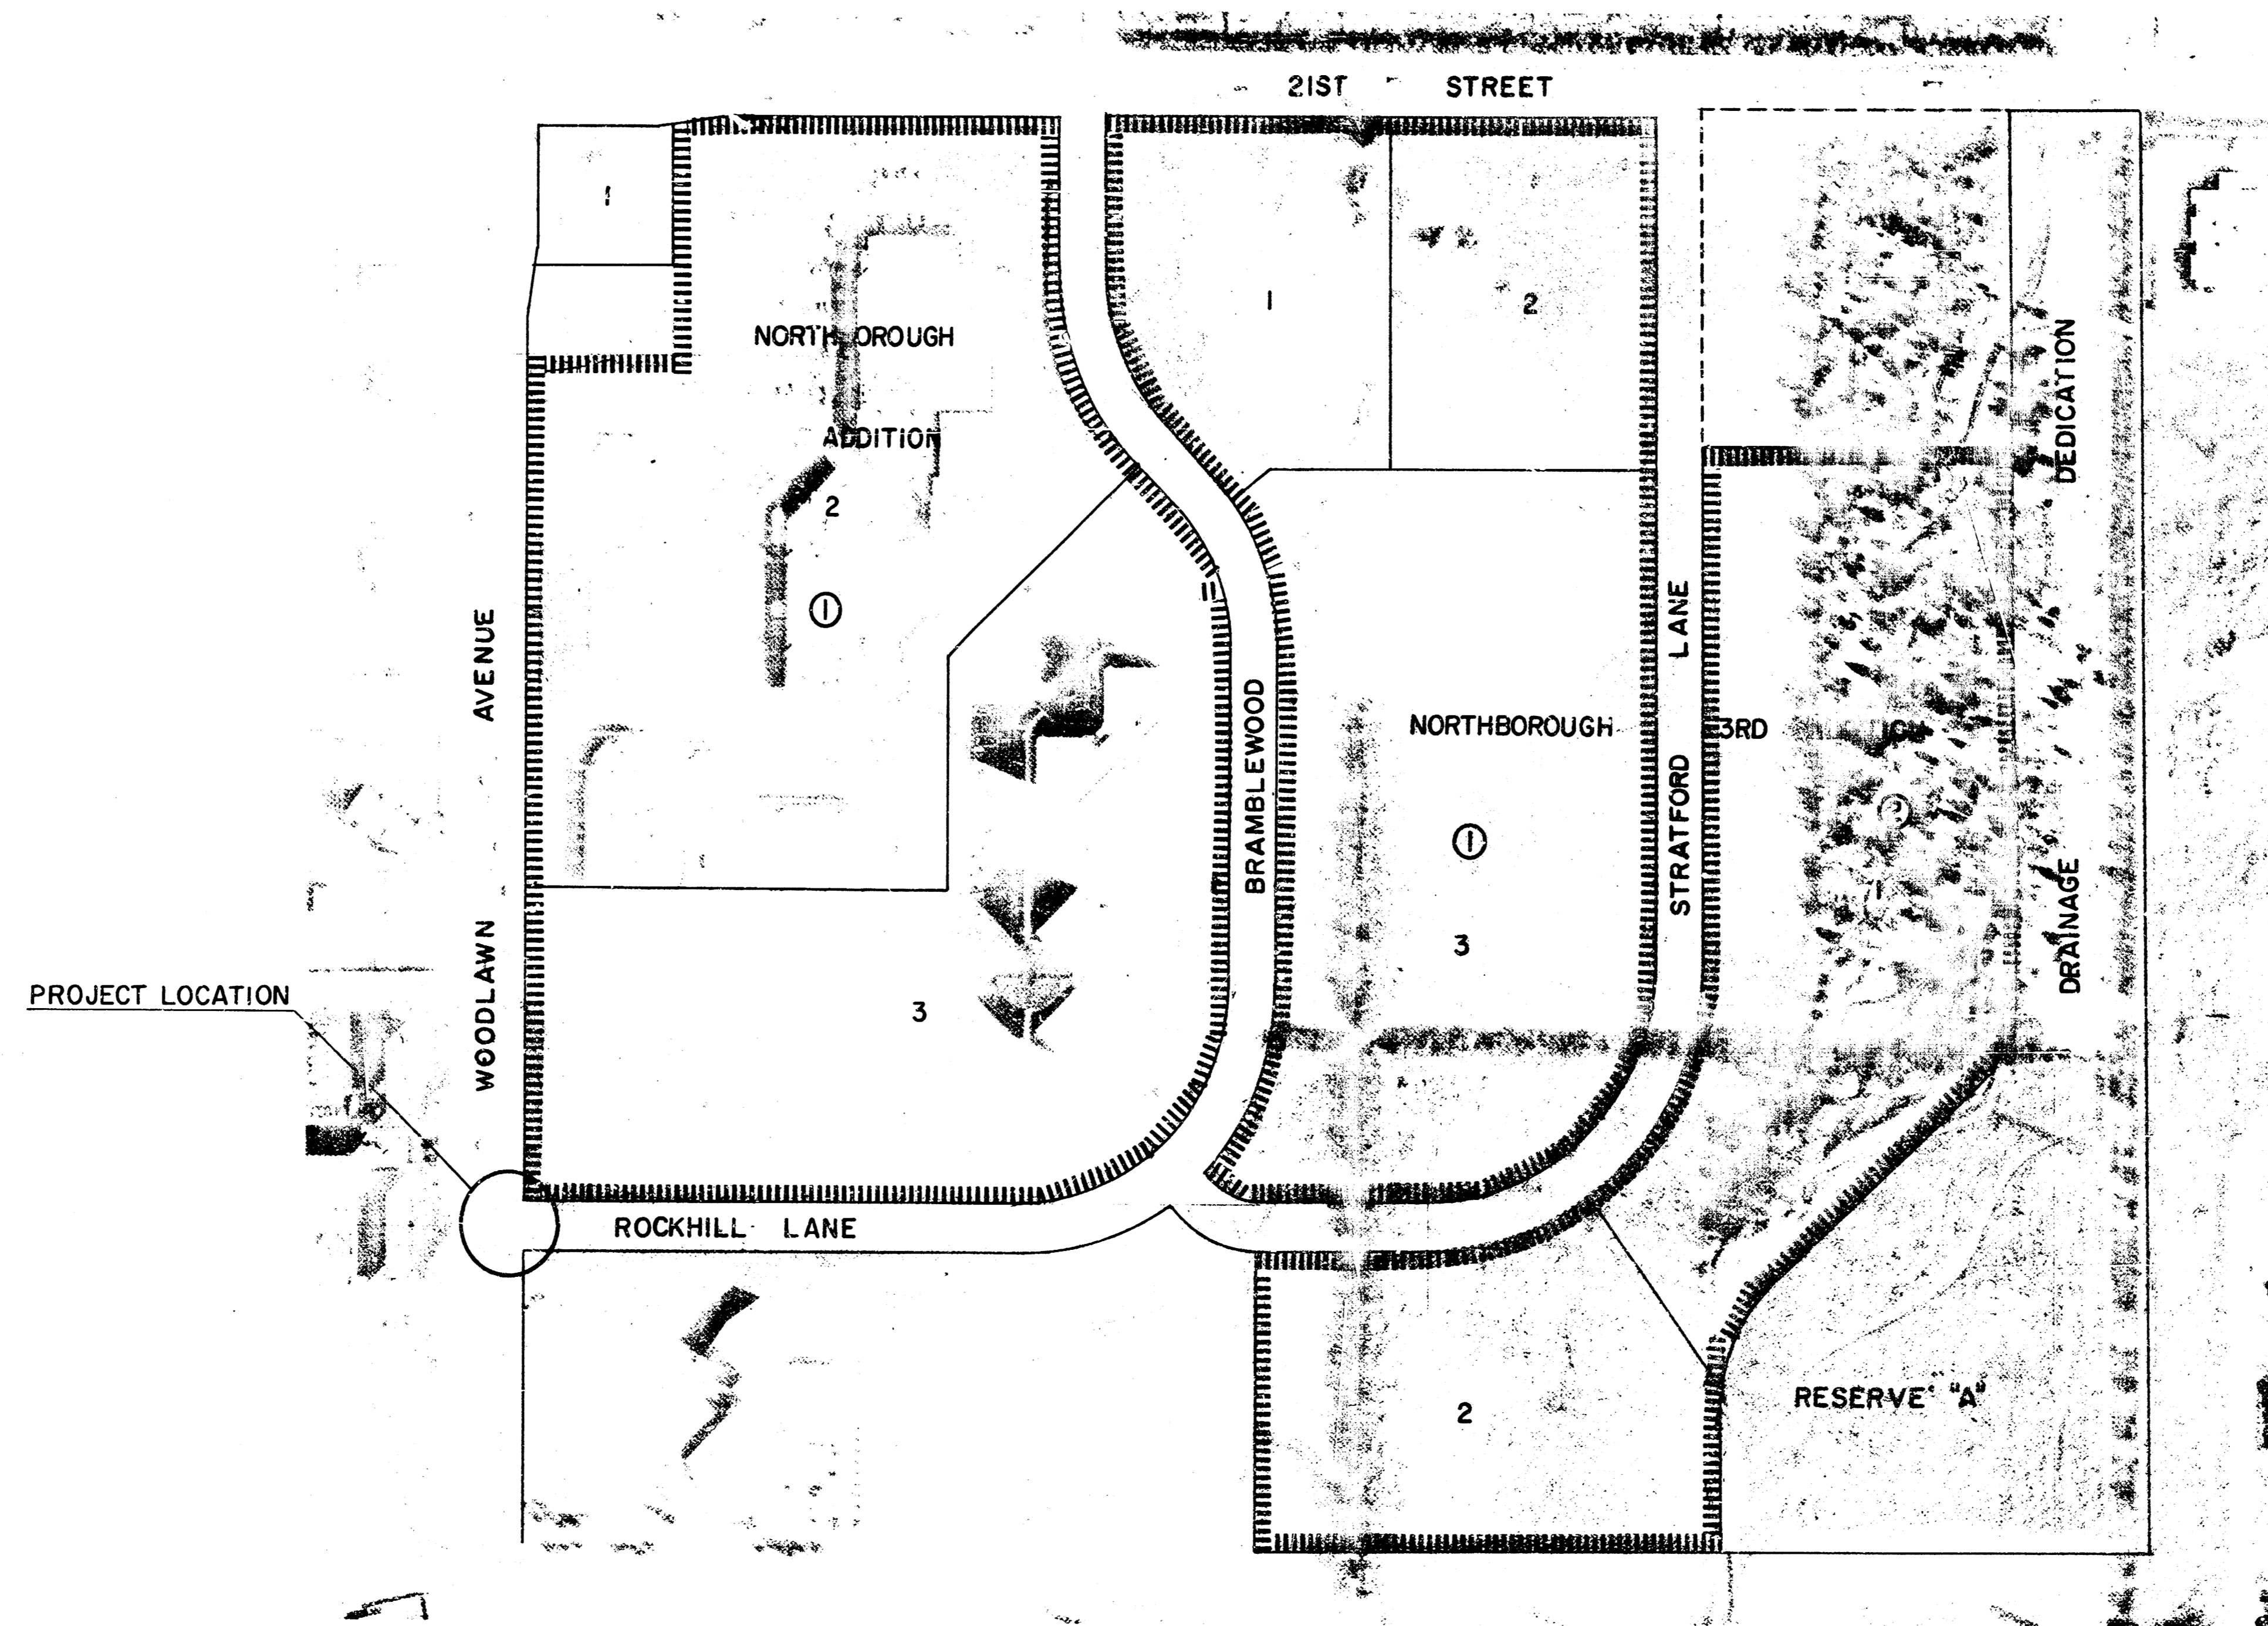 21ST STREET
1
NORTH OROUGH
ADDITION
2
1
1
2
DEDICATION
AVENUE
LANE
BRAMBLEWOOD
NORTHBOROUGH
3RD
1
STRATFORD
3
DRAINAGE
WOODLAWN
PROJECT LOCATION
3
ROCKHILL LANE
2
RESERVE "A"